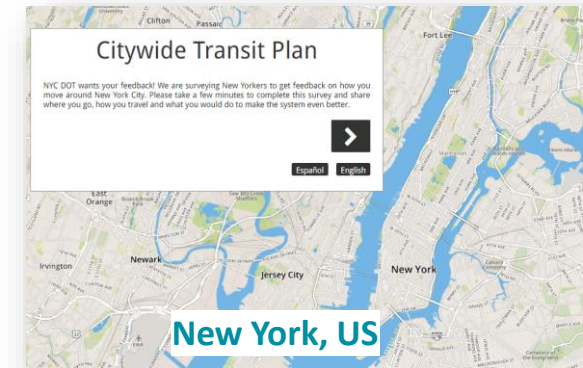 Clifton
Passaic
Fort Lee
Citywide Transit Plan
NYC DOT wants your feedback! We are surveying New Yorkers to get feedback on how you
move around New York City. Please take a few minutes to complete this survey and share
where you go, how you travel and what you would do to make the system even better.
Español English
East
Orange
Manhattan
Irvington
Newark
Jersey City
New York
EWR
New York, US